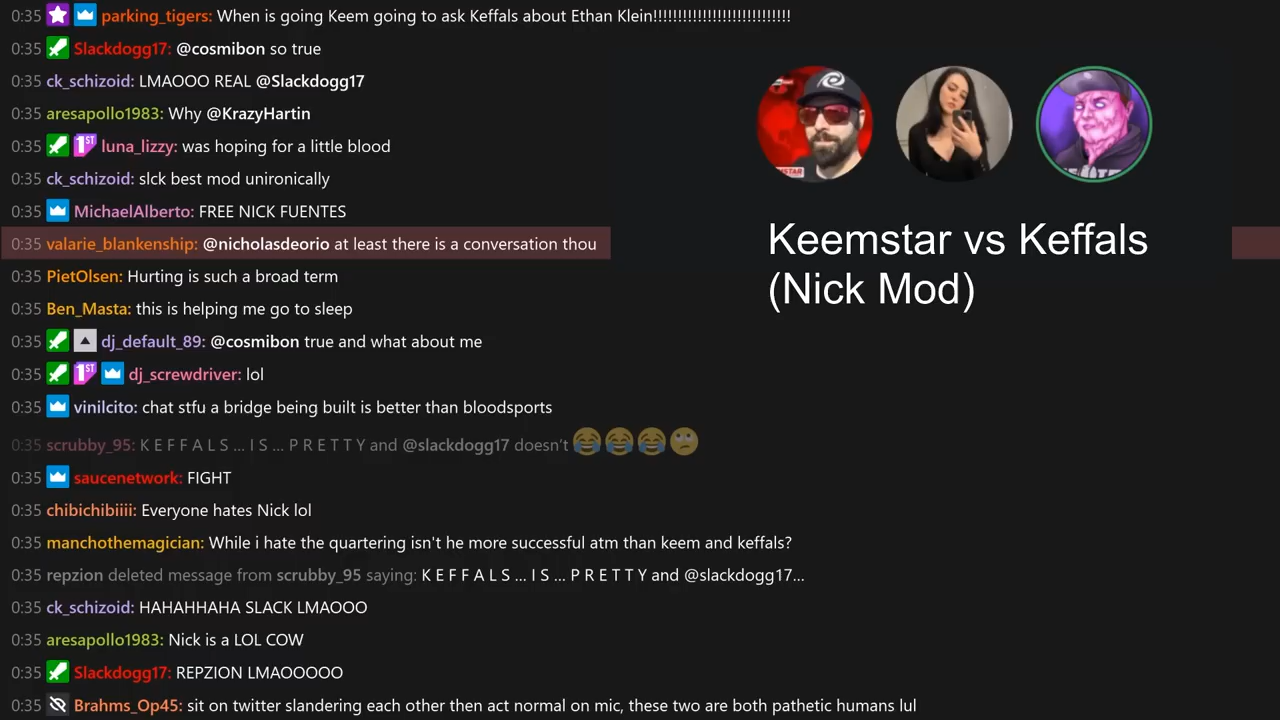 0:35 parking_tigers: When is going Keem going to ask Keffals about Ethan Klein!!!!!!!!!!!!!!!!!!!!!!!!!!!
0:35 Slackdogg17: @cosmibon so true
0:35 ck_schizoid: LMAOOO REAL @Slackdogg17
0:35 aresapollo1983: Why @KrazyHartin
0:35 1ST luna_lizzy: was hoping for a little blood
0:35 ck_schizoid: slck best mod unironically
0:35 MichaelAlberto: FREE NICK FUENTES
0:35 valarie_blankenship: @nicholasdeorio at least there is a conversation thou
0:35 PietOlsen: Hurting is such a broad term
0:35 Ben_Masta: this is helping me go to sleep
0:35 dj_default_89: @cosmibon true and what about me
0:35 1ST dj_screwdriver: lol
0:35 vinilcito: chat stfu a bridge being built is better than bloodsports
0:35 scrubby_95: K E F F A L S ... I S ... P R E T T Y and @slackdogg17 doesn't 😂😂😂🙄
0:35 saucenetwork: FIGHT
0:35 chibichibiiii: Everyone hates Nick lol
0:35 manchothemagician: While i hate the quartering isn't he more successful atm than keem and keffals?
0:35 repzion deleted message from scrubby_95 saying: K E F F A L S ... I S ... P R E T T Y and @slackdogg17...
0:35 ck_schizoid: HAHAHHAHA SLACK LMAOOO
0:35 aresapollo1983: Nick is a LOL COW
0:35 Slackdogg17: REPZION LMAOOOOO
0:35 Brahms_Op45: sit on twitter slandering each other then act normal on mic, these two are both pathetic humans lul
Keemstar vs Keffals
(Nick Mod)